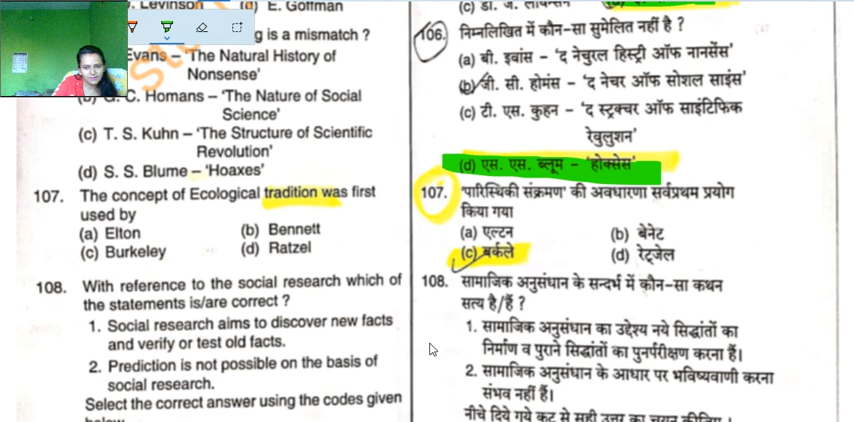 . Levinson (d) E. Goffman
g is a mismatch ?
Evans – 'The Natural History of
Nonsense'
(b) G. C. Homans – 'The Nature of Social
Science'
(c) T. S. Kuhn – 'The Structure of Scientific
Revolution'
(d) S. S. Blume – 'Hoaxes'
107. The concept of Ecological tradition was first
used by
(a) Elton (b) Bennett
(c) Burkeley (d) Ratzel
108. With reference to the social research which of
the statements is/are correct ?
1. Social research aims to discover new facts
and verify or test old facts.
2. Prediction is not possible on the basis of
social research.
Select the correct answer using the codes given
(c) डा. ज.
106. निम्नलिखित में कौन-सा सुमेलित नहीं है ?
(a) बी. इवांस – 'द नेचुरल हिस्ट्री ऑफ नानसेंस'
(b) जी. सी. होमंस – 'द नेचर ऑफ सोशल साइंस'
(c) टी. एस. कुहन – 'द स्ट्रक्चर ऑफ साइंटिफिक
रेवुलुशन'
(d) एस. एस. ब्लूम – 'होक्सेस'
107. 'पारिस्थिकी संक्रमण' की अवधारणा सर्वप्रथम प्रयोग
किया गया
(a) एल्टन (b) बेनेट
(c) बर्कले (d) रेट्जेल
108. सामाजिक अनुसंधान के सन्दर्भ में कौन-सा कथन
सत्य है/हैं ?
1. सामाजिक अनुसंधान का उद्देश्य नये सिद्धांतों का
निर्माण व पुराने सिद्धांतों का पुनर्परीक्षण करना हैं।
2. सामाजिक अनुसंधान के आधार पर भविष्यवाणी करना
संभव नहीं हैं।
नीचे दिये गये कूट से सही उत्तर का चयन कीजिए ।